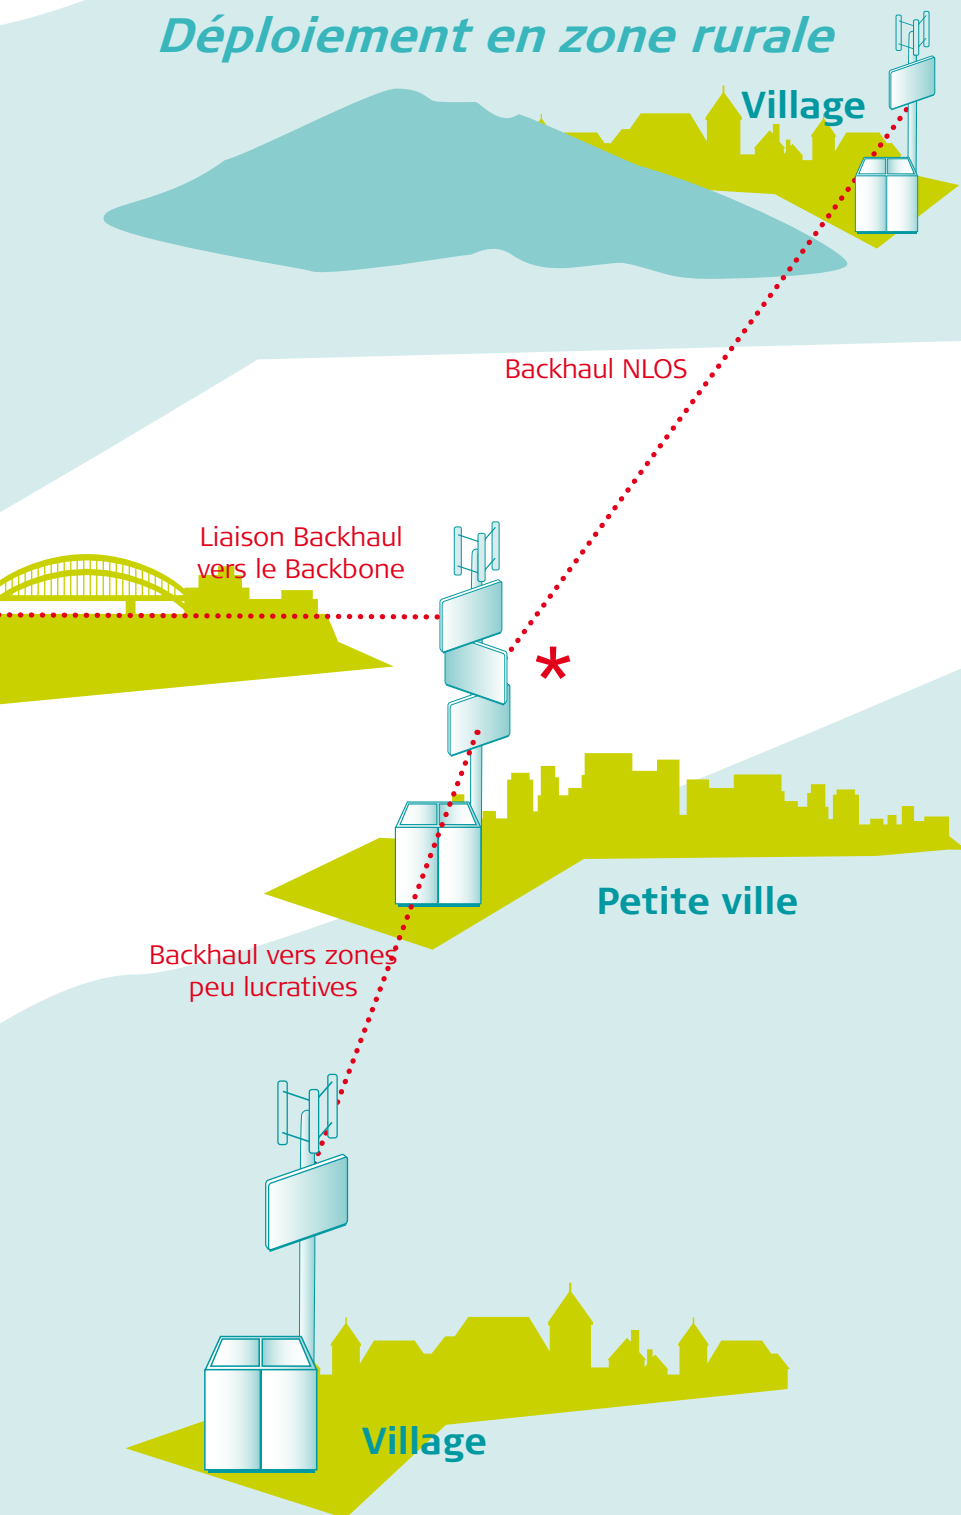 Déploiement en zone rurale
Village
Backhaul NLOS
Liaison Backhaul
vers le Backbone
*
Petite ville
Backhaul vers zones
peu lucratives
Village